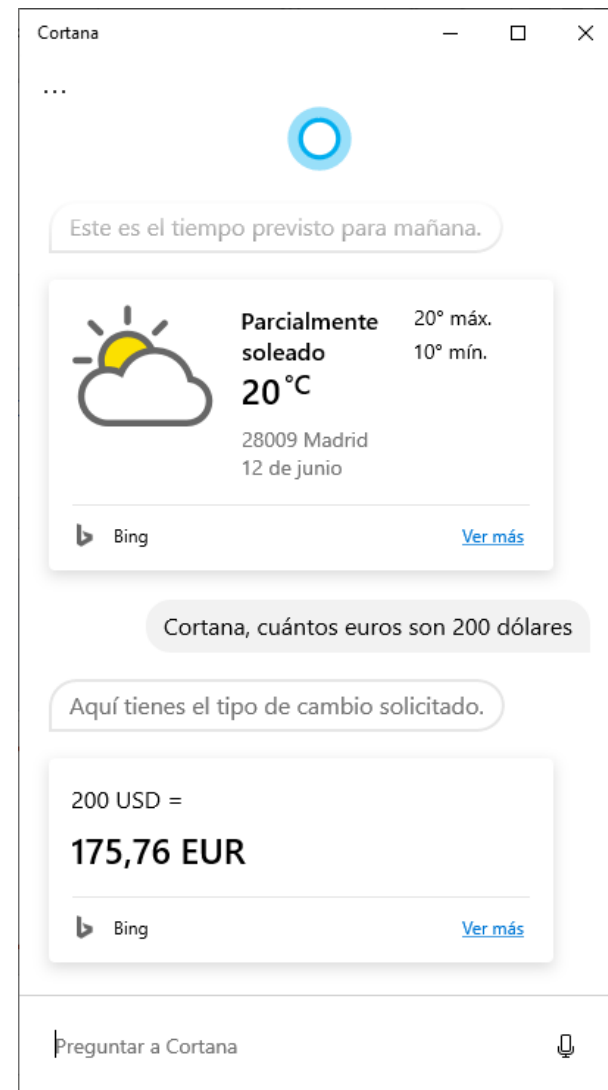 Cortana
...
Este es el tiempo previsto para mañana.
Parcialmente
soleado
20°C
20° máx.
10° mín.
28009 Madrid
12 de junio
Bing
Ver más
Cortana, cuántos euros son 200 dólares
Aquí tienes el tipo de cambio solicitado.
200 USD =
175,76 EUR
Bing
Ver más
Preguntar a Cortana